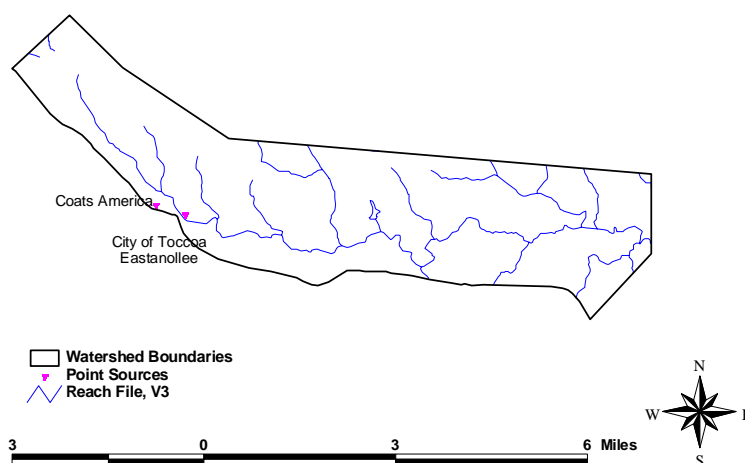 Coats America
City of Toccoa
Eastanollee
Watershed Boundaries
Point Sources
Reach File, V3
N
W
E
S
3 0 3 6 Miles